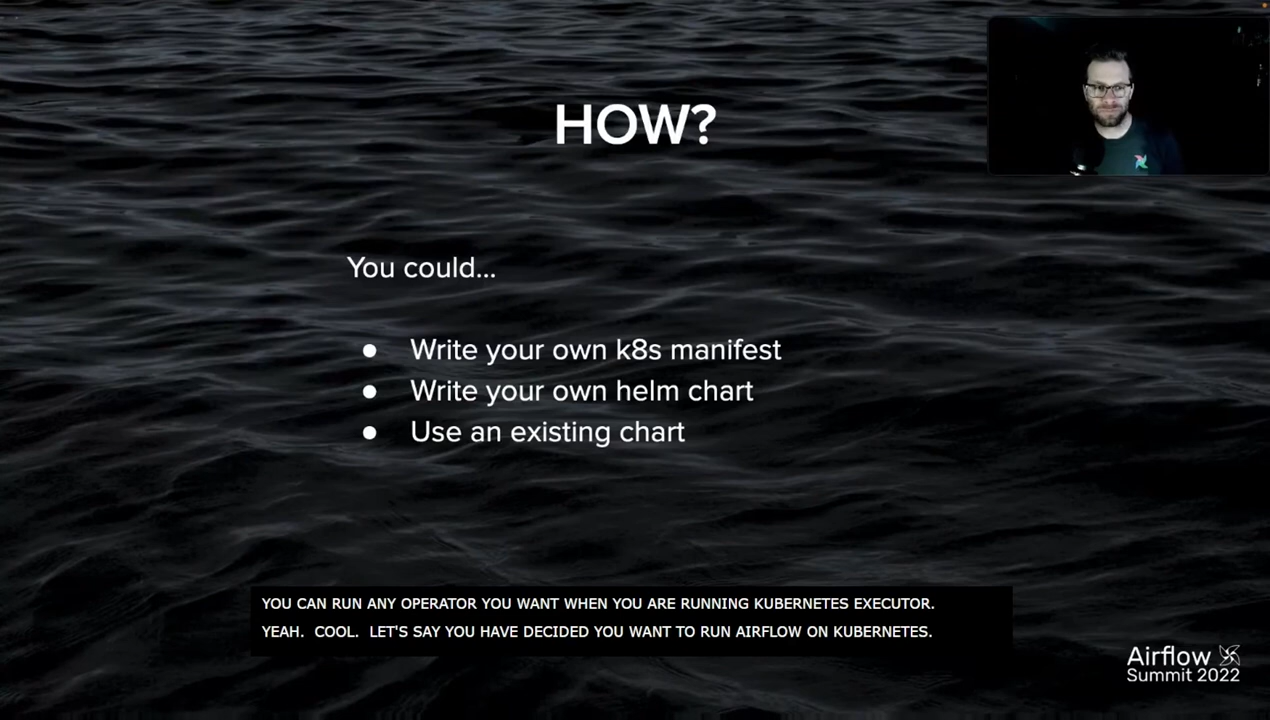 HOW?
You could...
● Write your own k8s manifest
● Write your own helm chart
● Use an existing chart
YOU CAN RUN ANY OPERATOR YOU WANT WHEN YOU ARE RUNNING KUBERNETES EXECUTOR.
YEAH.  COOL.  LET'S SAY YOU HAVE DECIDED YOU WANT TO RUN AIRFLOW ON KUBERNETES.
Airflow
Summit 2022